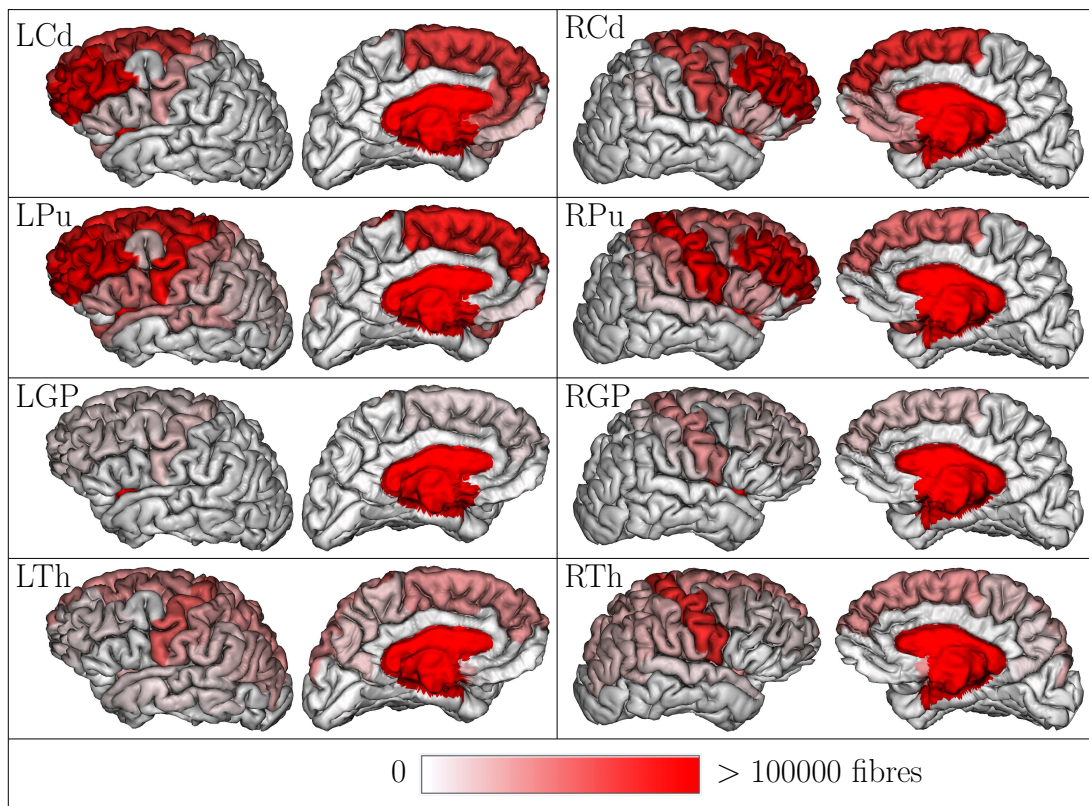 LCd
RCd
LPu
RPu
LGP
RGP
LTh
RTh
0 > 100000 fibres